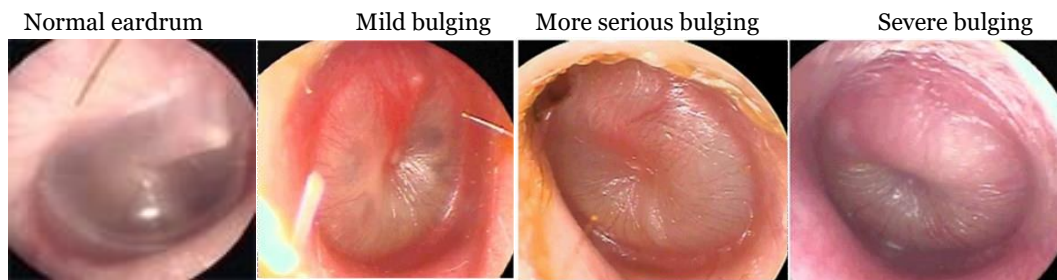 Normal eardrum
Mild bulging
More serious bulging
Severe bulging